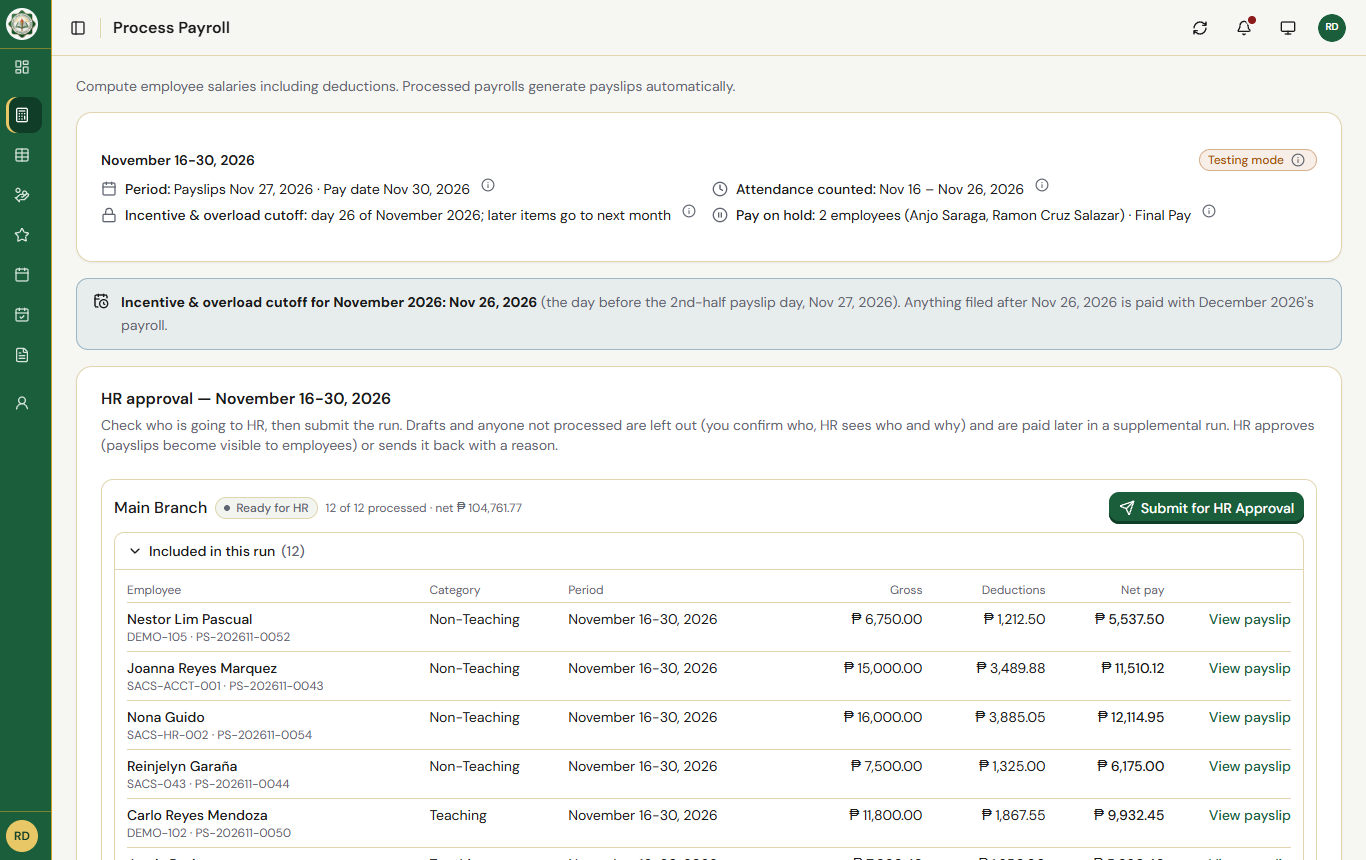 Process Payroll
RD
Compute employee salaries including deductions. Processed payrolls generate payslips automatically.
November 16-30, 2026
Testing mode
Period: Payslips Nov 27, 2026 · Pay date Nov 30, 2026
Attendance counted: Nov 16 – Nov 26, 2026
Incentive & overload cutoff: day 26 of November 2026; later items go to next month
Pay on hold: 2 employees (Anjo Saraga, Ramon Cruz Salazar) · Final Pay
Incentive & overload cutoff for November 2026: Nov 26, 2026 (the day before the 2nd-half payslip day, Nov 27, 2026). Anything filed after Nov 26, 2026 is paid with December 2026's
payroll.
HR approval — November 16-30, 2026
Check who is going to HR, then submit the run. Drafts and anyone not processed are left out (you confirm who, HR sees who and why) and are paid later in a supplemental run. HR approves
(payslips become visible to employees) or sends it back with a reason.
Main Branch
Ready for HR
12 of 12 processed · net ₱ 104,761.77
Submit for HR Approval
Included in this run (12)
Employee Category Period Gross Deductions Net pay
Nestor Lim Pascual Non-Teaching November 16-30, 2026 ₱ 6,750.00 ₱ 1,212.50 ₱ 5,537.50 View payslip
DEMO-105 · PS-202611-0052
Joanna Reyes Marquez Non-Teaching November 16-30, 2026 ₱ 15,000.00 ₱ 3,489.88 ₱ 11,510.12 View payslip
SACS-ACCT-001 · PS-202611-0043
Nona Guido Non-Teaching November 16-30, 2026 ₱ 16,000.00 ₱ 3,885.05 ₱ 12,114.95 View payslip
SACS-HR-002 · PS-202611-0054
Reinjelyn Garaña Non-Teaching November 16-30, 2026 ₱ 7,500.00 ₱ 1,325.00 ₱ 6,175.00 View payslip
SACS-043 · PS-202611-0044
Carlo Reyes Mendoza Teaching November 16-30, 2026 ₱ 11,800.00 ₱ 1,867.55 ₱ 9,932.45 View payslip
DEMO-102 · PS-202611-0050
RD